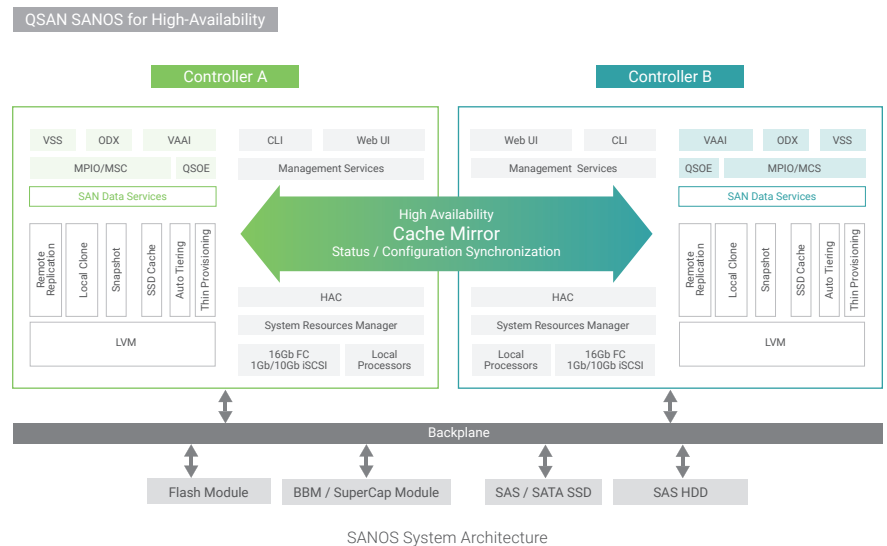 QSAN SANOS for High-Availability
Controller A
VSS
ODX
VAAI
MPIO/MSC
QSOE
SAN Data Services
Remote
Replication
Local Clone
Snapshot
SSD Cache
Auto Tiering
Thin Provisioning
LVM
CLI
Web UI
Management Services
High Availability
Cache Mirror
Status / Configuration Synchronization
HAC
System Resources Manager
16Gb FC
1Gb/10Gb iSCSI
Local
Processors
Controller B
Web UI
CLI
Management Services
HAC
System Resources Manager
Local
Processors
16Gb FC
1Gb/10Gb iSCSI
VAAI
ODX
VSS
QSOE
MPIO/MCS
SAN Data Services
Remote
Replication
Local Clone
Snapshot
SSD Cache
Auto Tiering
Thin Provisioning
LVM
Backplane
Flash Module
BBM / SuperCap Module
SAS / SATA SSD
SAS HDD
SANOS System Architecture